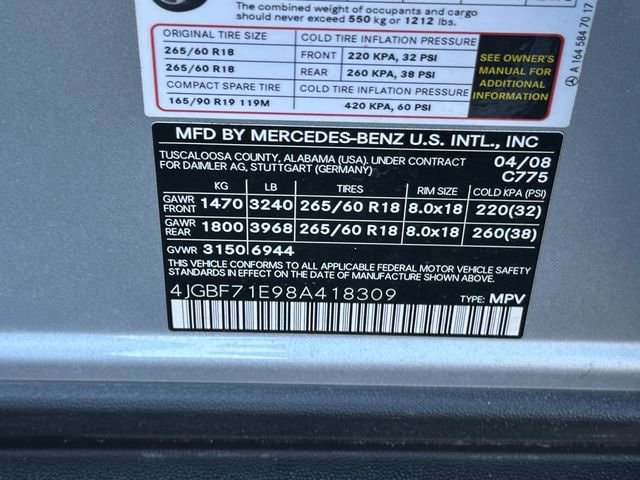 The combined weight of occupants and cargo
should never exceed 550 kg or 1212 lbs.
ORIGINAL TIRE SIZE COLD TIRE INFLATION PRESSURE
265/60 R18 FRONT 220 KPA, 32 PSI
265/60 R18 REAR 260 KPA, 38 PSI
COMPACT SPARE TIRE COLD TIRE INFLATION PRESSURE
165/90 R19 119M 420 KPA, 60 PSI
SEE OWNER'S
MANUAL FOR
ADDITIONAL
INFORMATION
A 164 584 70 17
MFD BY MERCEDES-BENZ U.S. INTL., INC
TUSCALOOSA COUNTY, ALABAMA (USA). UNDER CONTRACT 04/08
FOR DAIMLER AG, STUTTGART (GERMANY) C775
KG LB TIRES RIM SIZE COLD KPA (PSI)
GAWR FRONT 1470 3240 265/60 R18 8.0x18 220(32)
GAWR REAR 1800 3968 265/60 R18 8.0x18 260(38)
GVWR 3150 6944
THIS VEHICLE CONFORMS TO ALL APPLICABLE FEDERAL MOTOR VEHICLE SAFETY
STANDARDS IN EFFECT ON THE DATE OF MANUFACTURE SHOWN ABOVE.
4JGBF71E98A418309 TYPE: MPV